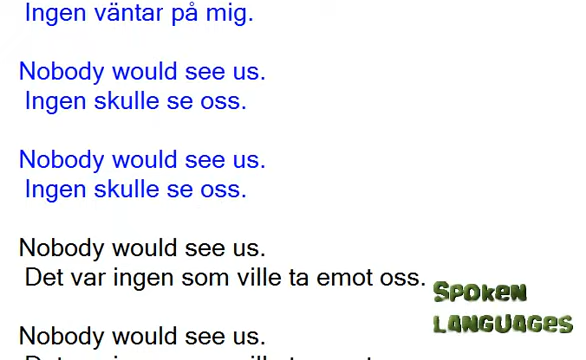 Ingen väntar på mig.
Nobody would see us.
Ingen skulle se oss.
Nobody would see us.
Ingen skulle se oss.
Nobody would see us.
Det var ingen som ville ta emot oss.
Spoken
Languages
Nobody would see us.